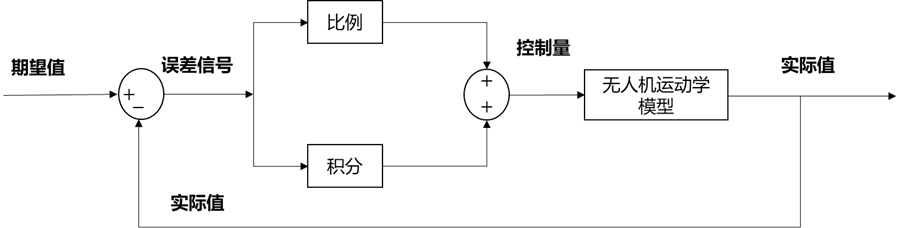 比例
期望值
误差信号
控制量
实际值
+
−
+
+
无人机运动学
模型
积分
实际值